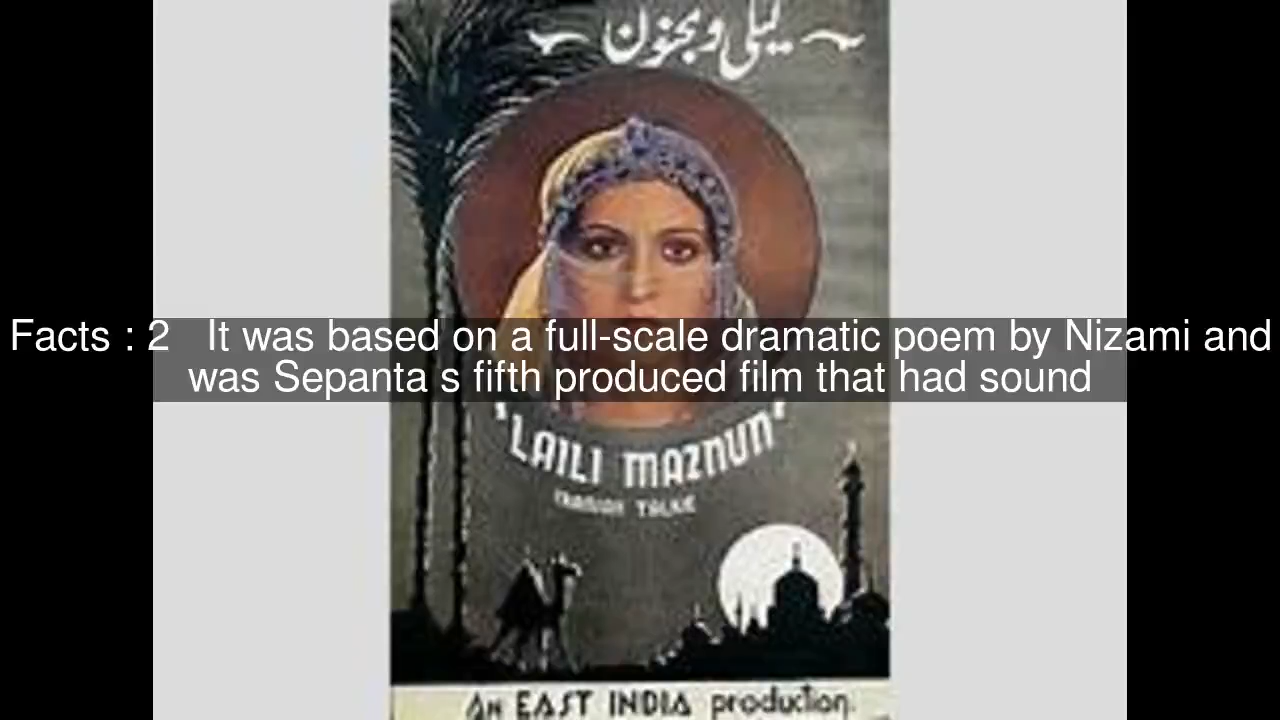 لیلی و مجنون
Facts : 2 It was based on a full-scale dramatic poem by Nizami and
was Sepanta s fifth produced film that had sound
"LAILI MAZNUN"
IRANIAN TALKIE
An EAST INDIA production.